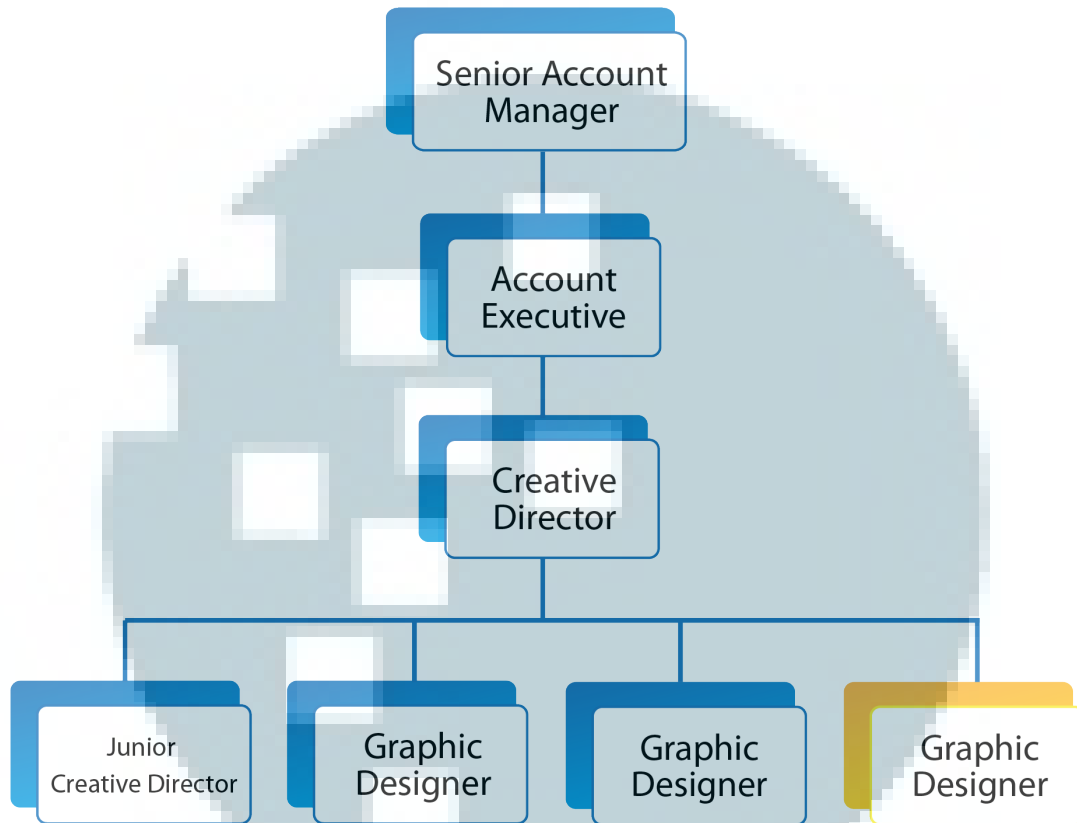 Senior Account
Manager
Account
Executive
Creative
Director
Junior
Creative Director
Graphic
Designer
Graphic
Designer
Graphic
Designer